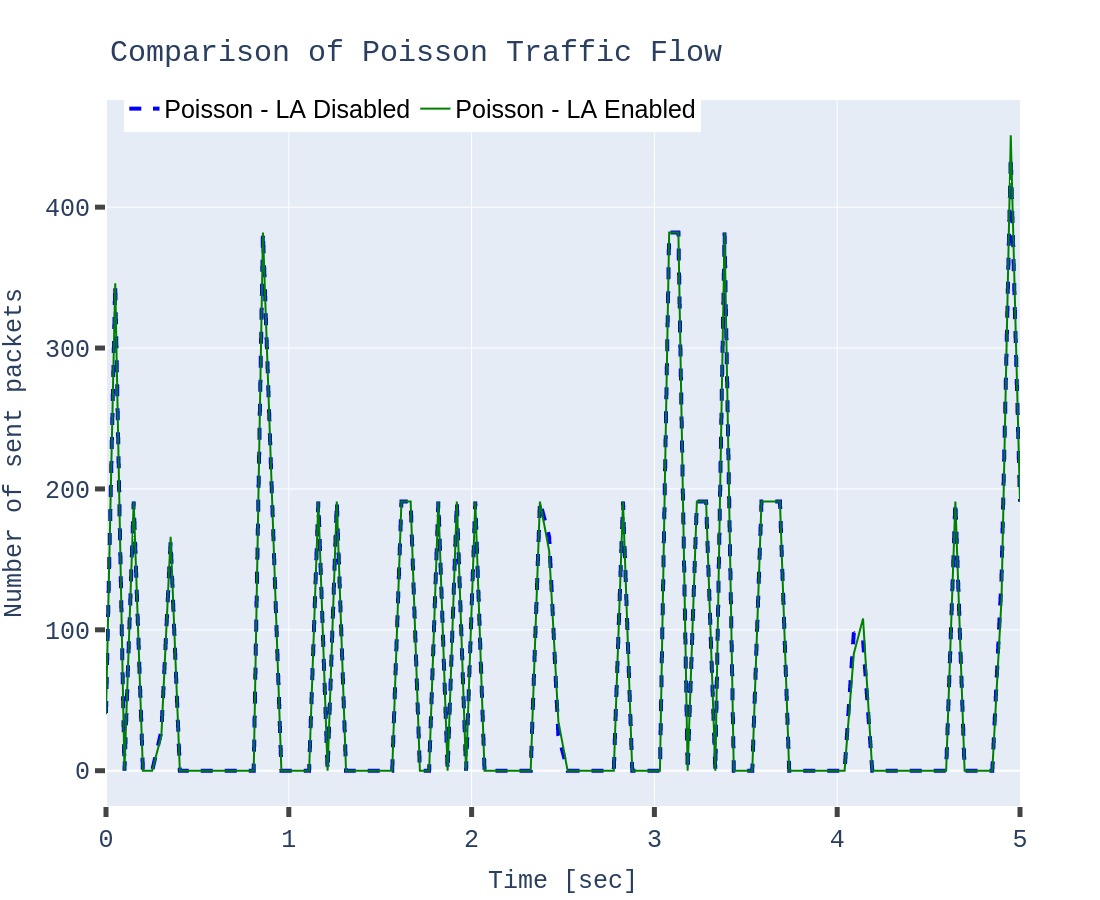 Comparison of Poisson Traffic Flow
Poisson - LA Disabled
Poisson - LA Enabled
400
300
200
100
0
Number of sent packets
0 1 2 3 4 5
Time [sec]